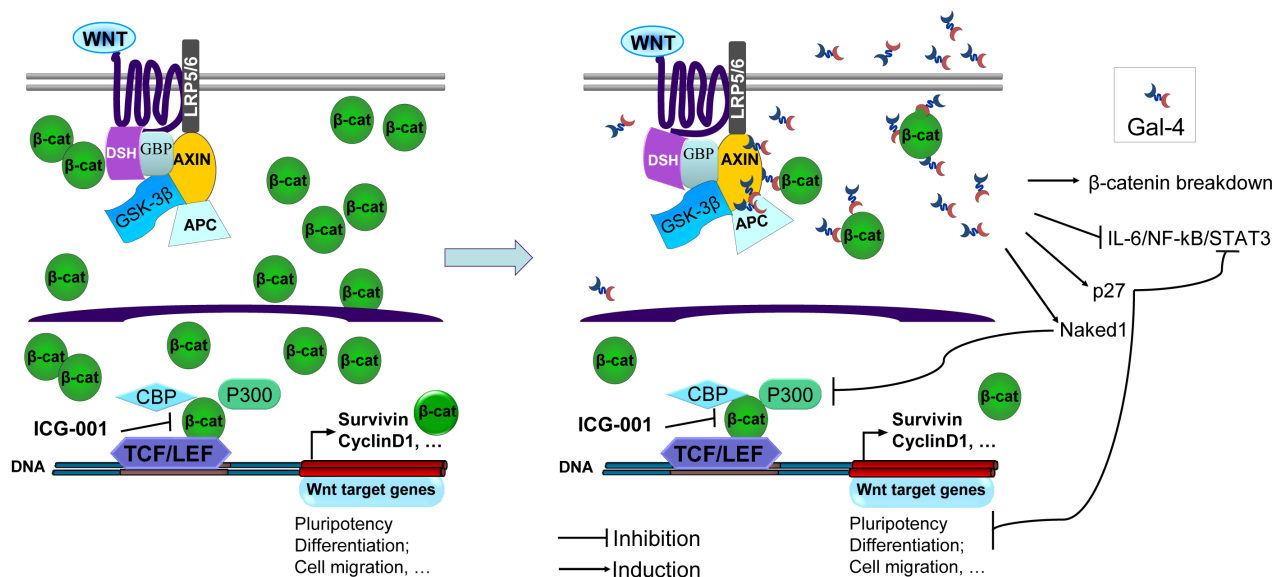 WNT
LRP5/6
β-cat
β-cat
β-cat
β-cat
DSH
GBP
AXIN
GSK-3β
APC
β-cat
β-cat
β-cat
β-cat
β-cat
β-cat
β-cat
β-cat
β-cat
β-cat
β-cat
β-cat
CBP
P300
β-cat
β-cat
ICG-001
TCF/LEF
Survivin
CyclinD1, ...
DNA
Wnt target genes
Pluripotency
Differentiation;
Cell migration, ...
WNT
LRP5/6
DSH
GBP
AXIN
GSK-3β
APC
β-cat
β-cat
β-cat
β-cat
β-cat
CBP
P300
β-cat
ICG-001
TCF/LEF
Survivin
CyclinD1, ...
DNA
Wnt target genes
Pluripotency
Differentiation;
Cell migration, ...
Gal-4
β-catenin breakdown
IL-6/NF-kB/STAT3
p27
Naked1
Inhibition
Induction